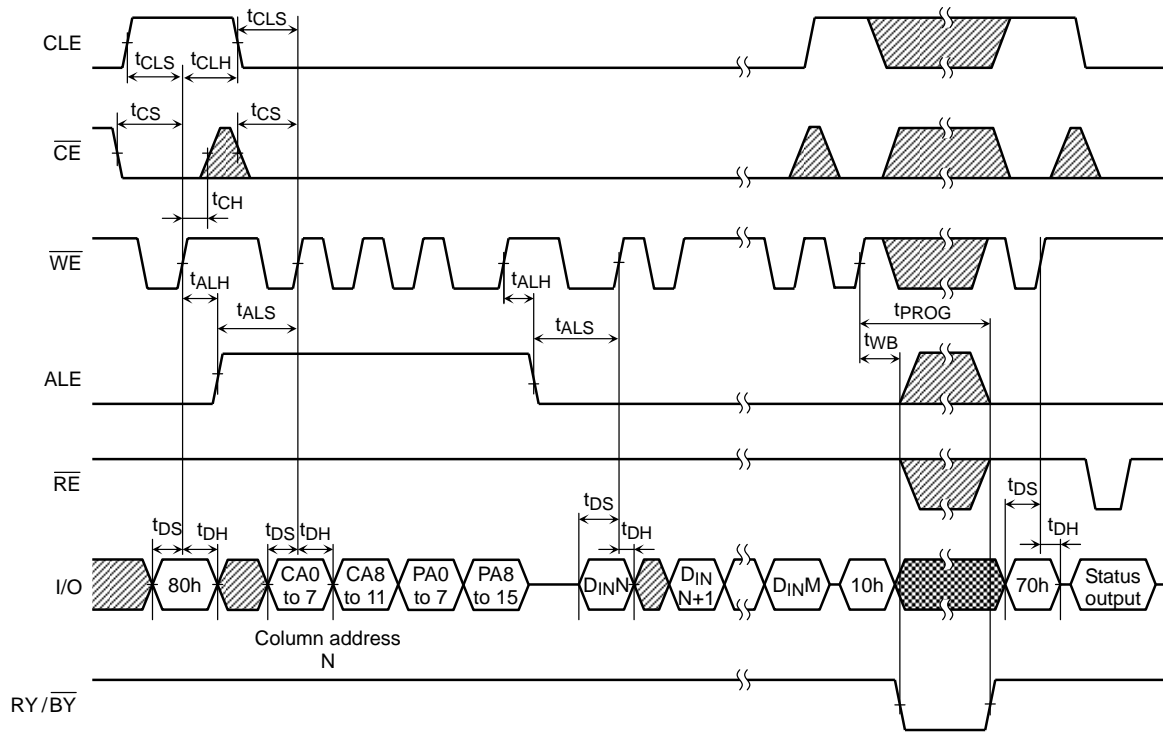 CLE
tCLS
tCLS
tCLH
CE
tCS
tCS
tCH
WE
tALH
tALS
tALH
tALS
tPROG
tWB
ALE
RE
tDS
tDH
tDS
tDH
tDS
tDH
tDS
tDH
I/O
80h
CA0
to 7
CA8
to 11
PA0
to 7
PA8
to 15
DINN
DIN
N+1
DINM
10h
70h
Status
output
Column address
N
RY/BY